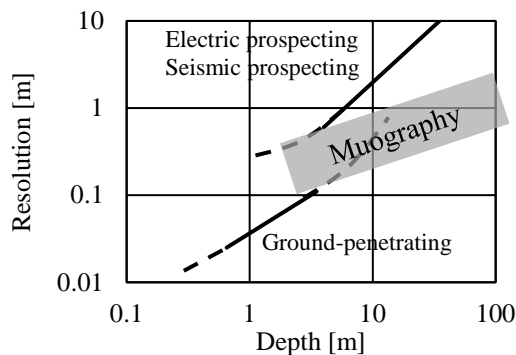 10
Electric prospecting
Seismic prospecting
1
Muography
0.1
Ground-penetrating
0.01
0.1
1
10
100
Resolution [m]
Depth [m]